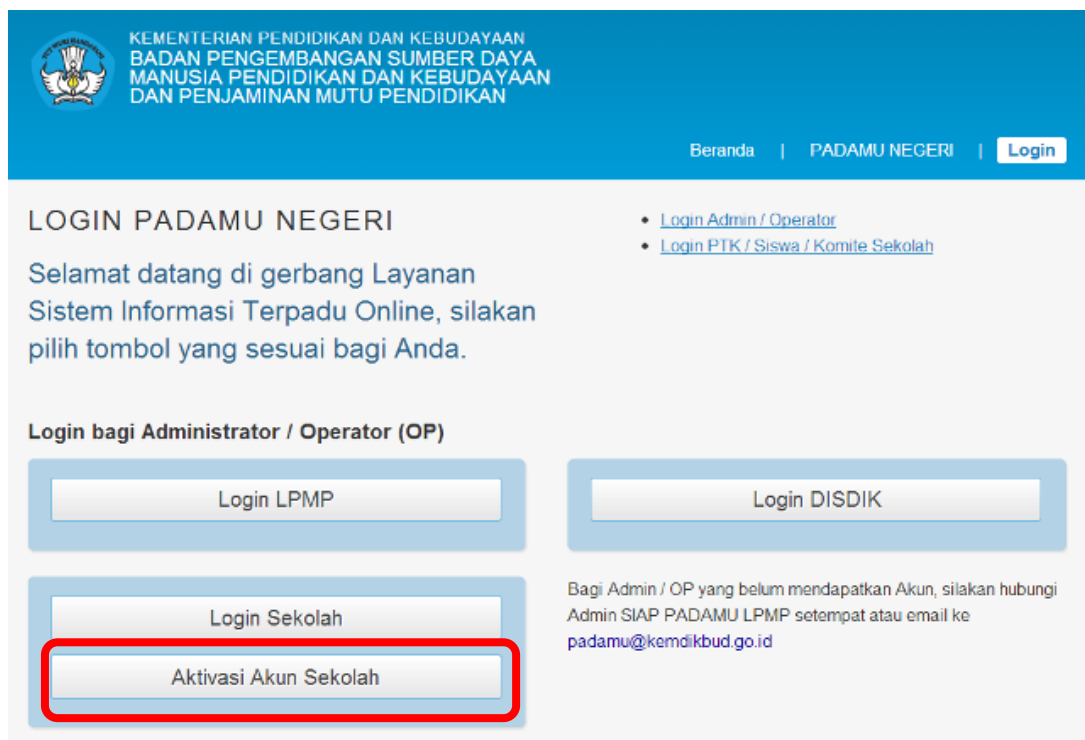 KEMENTERIAN PENDIDIKAN DAN KEBUDAYAAN
BADAN PENGEMBANGAN SUMBER DAYA
MANUSIA PENDIDIKAN DAN KEBUDAYAAN
DAN PENJAMINAN MUTU PENDIDIKAN
Beranda | PADAMU NEGERI | Login
LOGIN PADAMU NEGERI
Selamat datang di gerbang Layanan
Sistem Informasi Terpadu Online, silakan
pilih tombol yang sesuai bagi Anda.
• Login Admin / Operator
• Login PTK / Siswa / Komite Sekolah
Login bagi Administrator / Operator (OP)
Login LPMP
Login DISDIK
Login Sekolah
Aktivasi Akun Sekolah
Bagi Admin / OP yang belum mendapatkan Akun, silakan hubungi
Admin SIAP PADAMU LPMP setempat atau email ke
padamu@kemdikbud.go.id